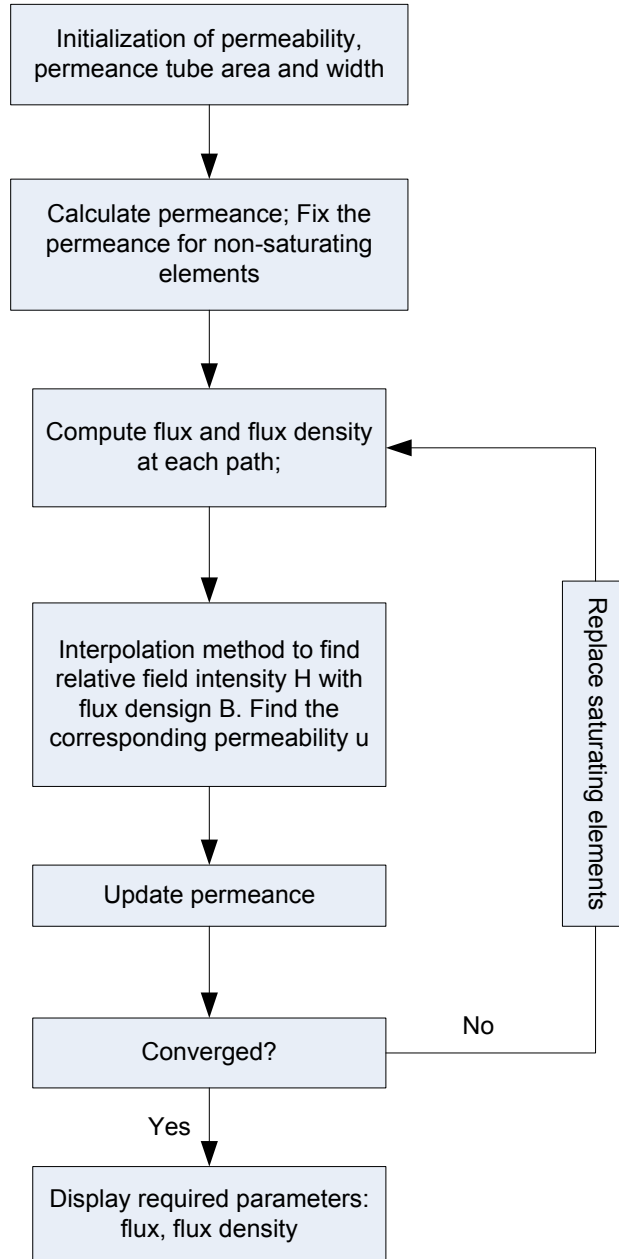 Initialization of permeability,
permeance tube area and width
Calculate permeance; Fix the
permeance for non-saturating
elements
Compute flux and flux density
at each path;
Interpolation method to find
relative field intensity H with
flux densign B. Find the
corresponding permeability u
Replace saturating elements
Update permeance
Converged?
No
Yes
Display required parameters:
flux, flux density